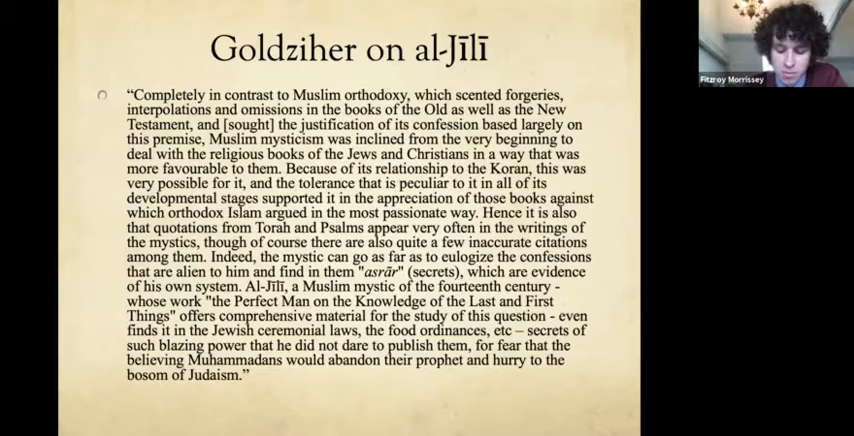 Goldziher on al-Jīlī
“Completely in contrast to Muslim orthodoxy, which scented forgeries,
interpolations and omissions in the books of the Old as well as the New
Testament, and [sought] the justification of its confession based largely on
this premise, Muslim mysticism was inclined from the very beginning to
deal with the religious books of the Jews and Christians in a way that was
more favourable to them. Because of its relationship to the Koran, this was
very possible for it, and the tolerance that is peculiar to it in all of its
developmental stages supported it in the appreciation of those books against
which orthodox Islam argued in the most passionate way. Hence it is also
that quotations from Torah and Psalms appear very often in the writings of
the mystics, though of course there are also quite a few inaccurate citations
among them. Indeed, the mystic can go as far as to eulogize the confessions
that are alien to him and find in them "asrār" (secrets), which are evidence
of his own system. Al-Jīlī, a Muslim mystic of the fourteenth century -
whose work "the Perfect Man on the Knowledge of the Last and First
Things" offers comprehensive material for the study of this question - even
finds it in the Jewish ceremonial laws, the food ordinances, etc – secrets of
such blazing power that he did not dare to publish them, for fear that the
believing Muhammadans would abandon their prophet and hurry to the
bosom of Judaism.”
Fitzroy Morrissey